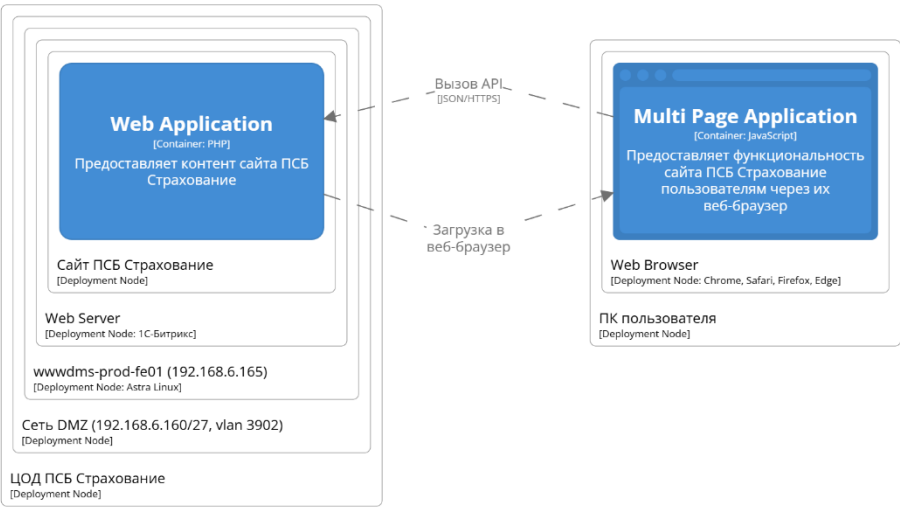 Web Application
[Container: PHP]
Предоставляет контент сайта ПСБ
Страхование
Сайт ПСБ Страхование
[Deployment Node]
Web Server
[Deployment Node: 1С-Битрикс]
wwwdms-prod-fe01 (192.168.6.165)
[Deployment Node: Astra Linux]
Сеть DMZ (192.168.6.160/27, vlan 3902)
[Deployment Node]
ЦОД ПСБ Страхование
[Deployment Node]
Вызов API
[JSON/HTTPS]
Загрузка в
веб-браузер
Multi Page Application
[Container: JavaScript]
Предоставляет функциональность
сайта ПСБ Страхование
пользователям через их
веб-браузер
Web Browser
[Deployment Node: Chrome, Safari, Firefox, Edge]
ПК пользователя
[Deployment Node]